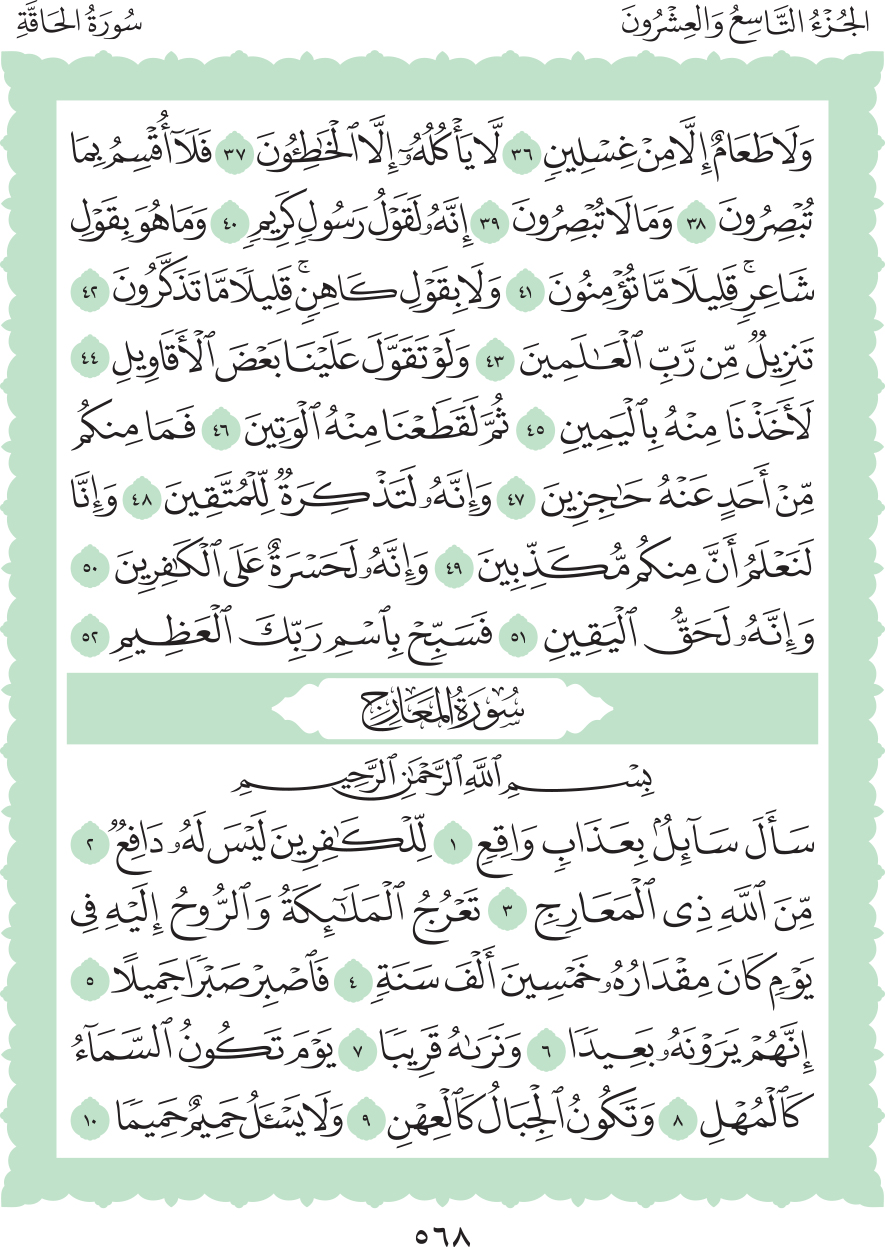 الجُزْءُ التَّاسِعُ وَالعِشْرُونَ
سُورَةُ الحَاقَّةِ
وَلَا طَعَامٌ إِلَّا مِنْ غِسْلِينٖ ٣٦ لَّا يَأْكُلُهُۥٓ إِلَّا ٱلْخَٰطِـُٔونَ ٣٧ فَلَآ أُقْسِمُ بِمَا
تُبْصِرُونَ ٣٨ وَمَا لَا تُبْصِرُونَ ٣٩ إِنَّهُۥ لَقَوْلُ رَسُولٖ كَرِيمٖ ٤٠ وَمَا هُوَ بِقَوْلِ
شَاعِرٖۚ قَلِيلٗا مَّا تُؤْمِنُونَ ٤١ وَلَا بِقَوْلِ كَاهِنٖۚ قَلِيلٗا مَّا تَذَكَّرُونَ ٤٢
تَنزِيلٞ مِّن رَّبِّ ٱلْعَٰلَمِينَ ٤٣ وَلَوْ تَقَوَّلَ عَلَيْنَا بَعْضَ ٱلْأَقَاوِيلِ ٤٤
لَأَخَذْنَا مِنْهُ بِٱلْيَمِينِ ٤٥ ثُمَّ لَقَطَعْنَا مِنْهُ ٱلْوَتِينَ ٤٦ فَمَا مِنكُم
مِّنْ أَحَدٍ عَنْهُ حَٰجِزِينَ ٤٧ وَإِنَّهُۥ لَتَذْكِرَةٞ لِّلْمُتَّقِينَ ٤٨ وَإِنَّا
لَنَعْلَمُ أَنَّ مِنكُم مُّكَذِّبِينَ ٤٩ وَإِنَّهُۥ لَحَسْرَةٌ عَلَى ٱلْكَٰفِرِينَ ٥٠
وَإِنَّهُۥ لَحَقُّ ٱلْيَقِينِ ٥١ فَسَبِّحْ بِٱسْمِ رَبِّكَ ٱلْعَظِيمِ ٥٢
سُورَةُ المَعَارِجِ
بِسْمِ ٱللَّهِ ٱلرَّحْمَٰنِ ٱلرَّحِيمِ
سَأَلَ سَآئِلُۢ بِعَذَابٖ وَاقِعٖ ١ لِّلْكَٰفِرِينَ لَيْسَ لَهُۥ دَافِعٞ ٢
مِّنَ ٱللَّهِ ذِي ٱلْمَعَارِجِ ٣ تَعْرُجُ ٱلْمَلَٰٓئِكَةُ وَٱلرُّوحُ إِلَيْهِ فِي
يَوْمٖ كَانَ مِقْدَارُهُۥ خَمْسِينَ أَلْفَ سَنَةٖ ٤ فَٱصْبِرْ صَبْرٗا جَمِيلًا ٥
إِنَّهُمْ يَرَوْنَهُۥ بَعِيدٗا ٦ وَنَرَىٰهُ قَرِيبٗا ٧ يَوْمَ تَكُونُ ٱلسَّمَآءُ
كَٱلْمُهْلِ ٨ وَتَكُونُ ٱلْجِبَالُ كَٱلْعِهْنِ ٩ وَلَا يَسْـَٔلُ حَمِيمٌ حَمِيمٗا ١٠
٥٦٨